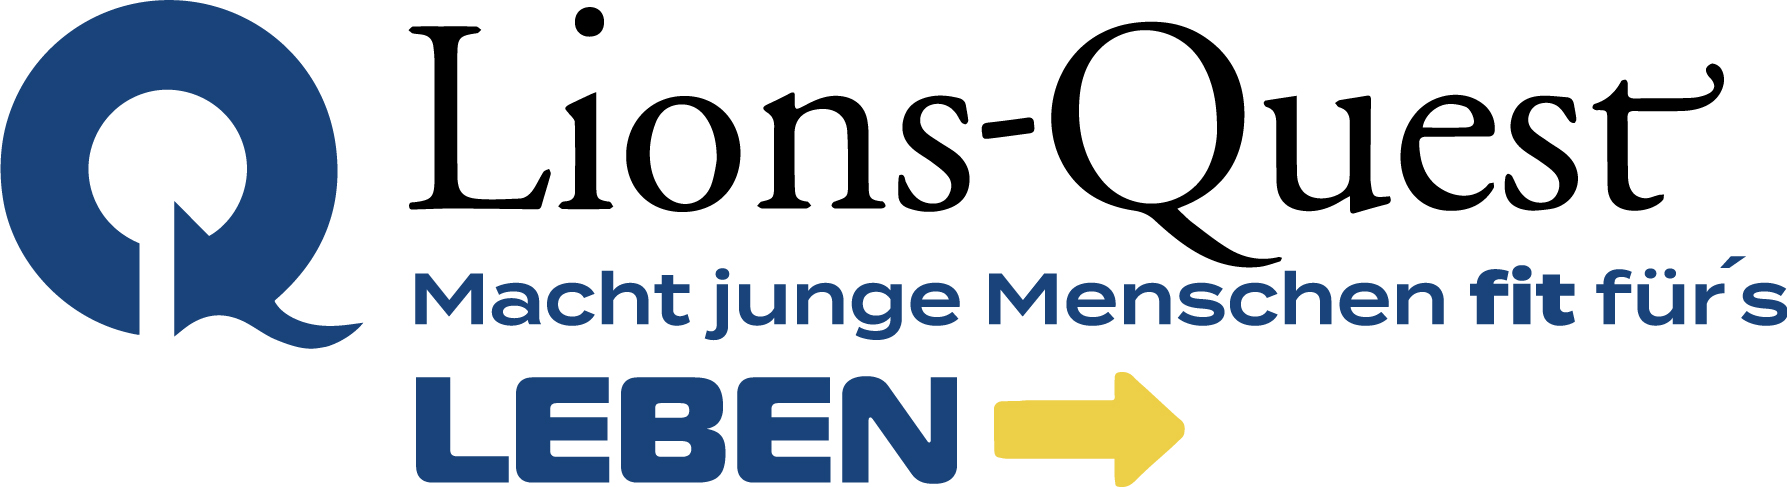 Lions-Quest
Macht junge Menschen fit für´s
LEBEN